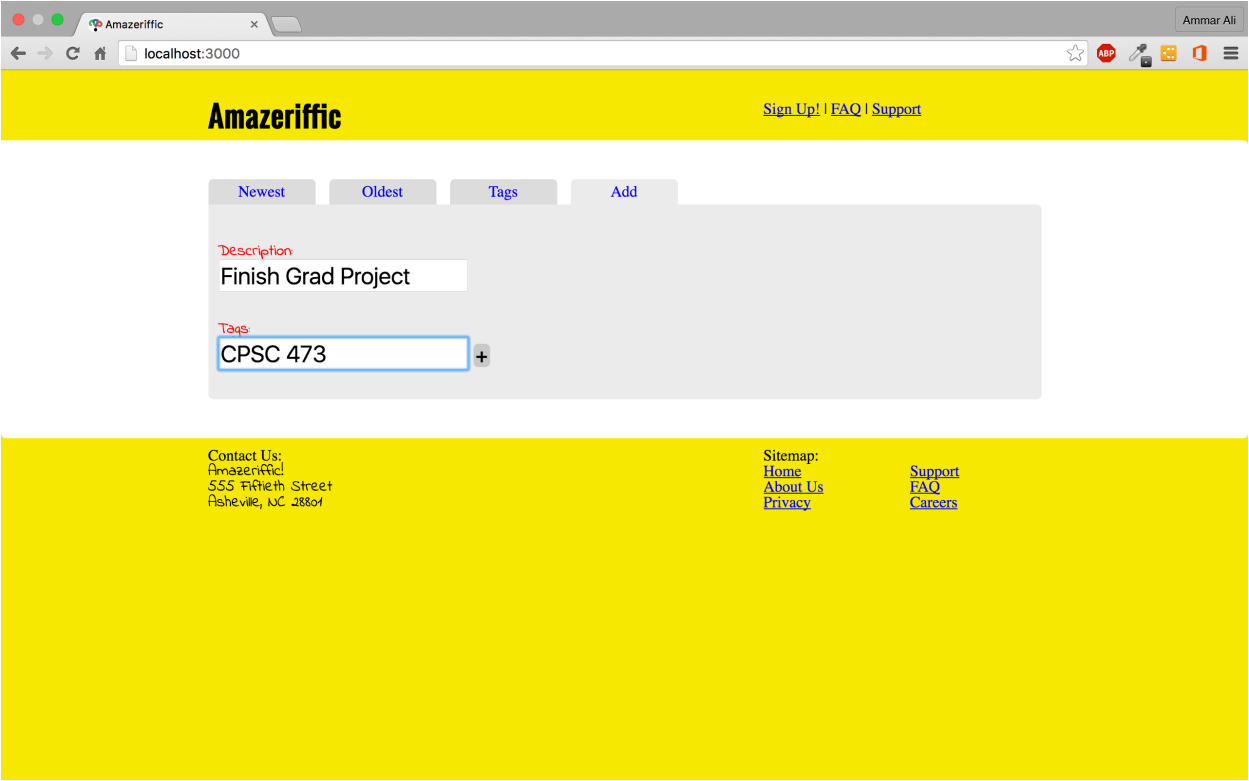 Amazeriffic
Ammar Ali
localhost:3000
ABP
Amazeriffic
Sign Up! | FAQ | Support
Newest
Oldest
Tags
Add
Description:
Finish Grad Project
Tags:
CPSC 473
+
Contact Us:
Amazeriffic!
555 Fiftieth Street
Asheville, NC 28801
Sitemap:
Home
About Us
Privacy
Support
FAQ
Careers